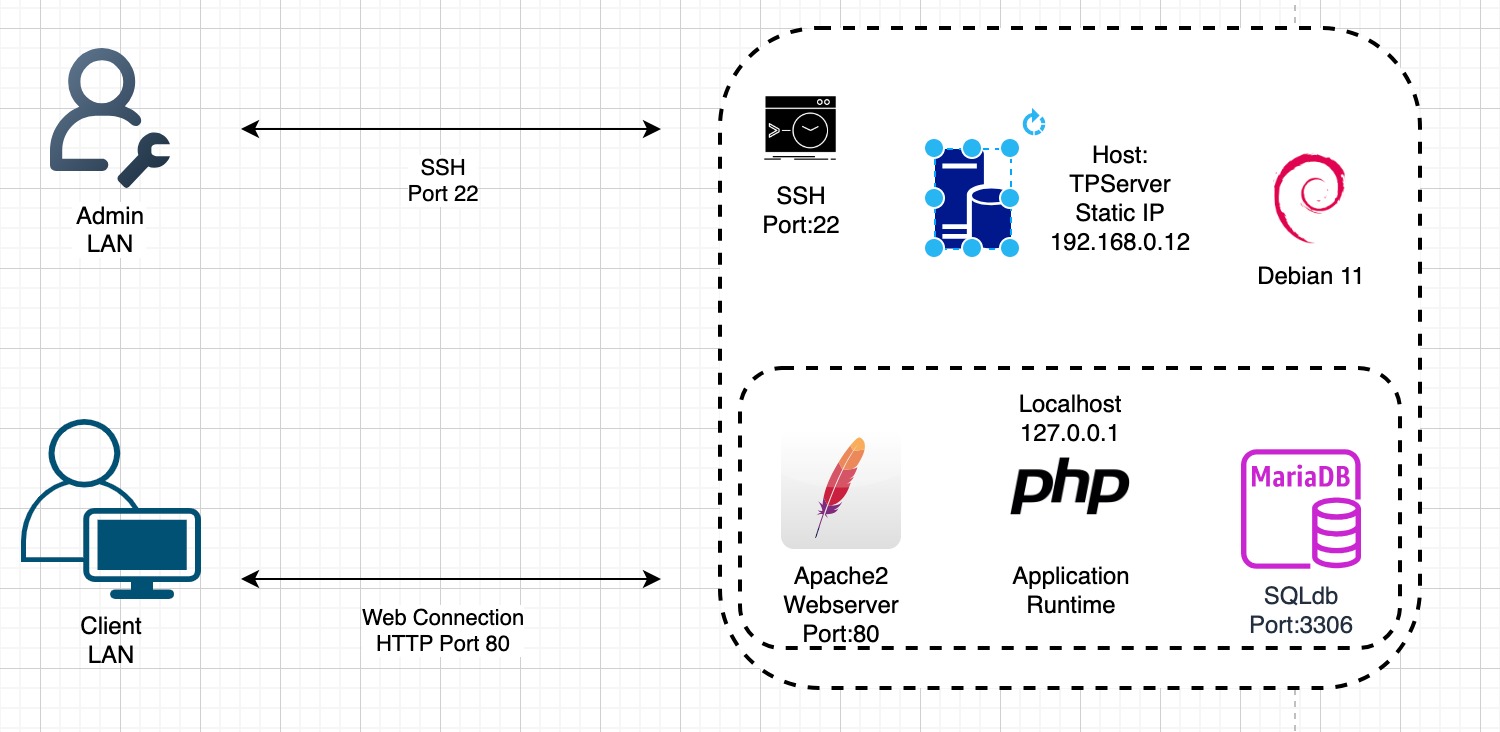 Admin
LAN
SSH
Port 22
SSH
Port:22
Host:
TPServer
Static IP
192.168.0.12
Debian 11
Client
LAN
Web Connection
HTTP Port 80
Localhost
127.0.0.1
php
Application
Runtime
Apache2
Webserver
Port:80
MariaDB
SQLdb
Port:3306